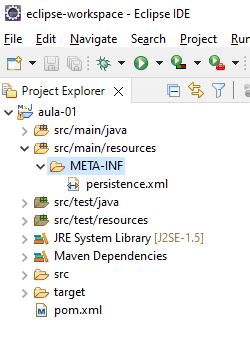 eclipse-workspace - Eclipse IDE
File Edit Navigate Search Project Run
Project Explorer
aula-01
src/main/java
src/main/resources
META-INF
persistence.xml
src/test/java
src/test/resources
JRE System Library [J2SE-1.5]
Maven Dependencies
src
target
pom.xml